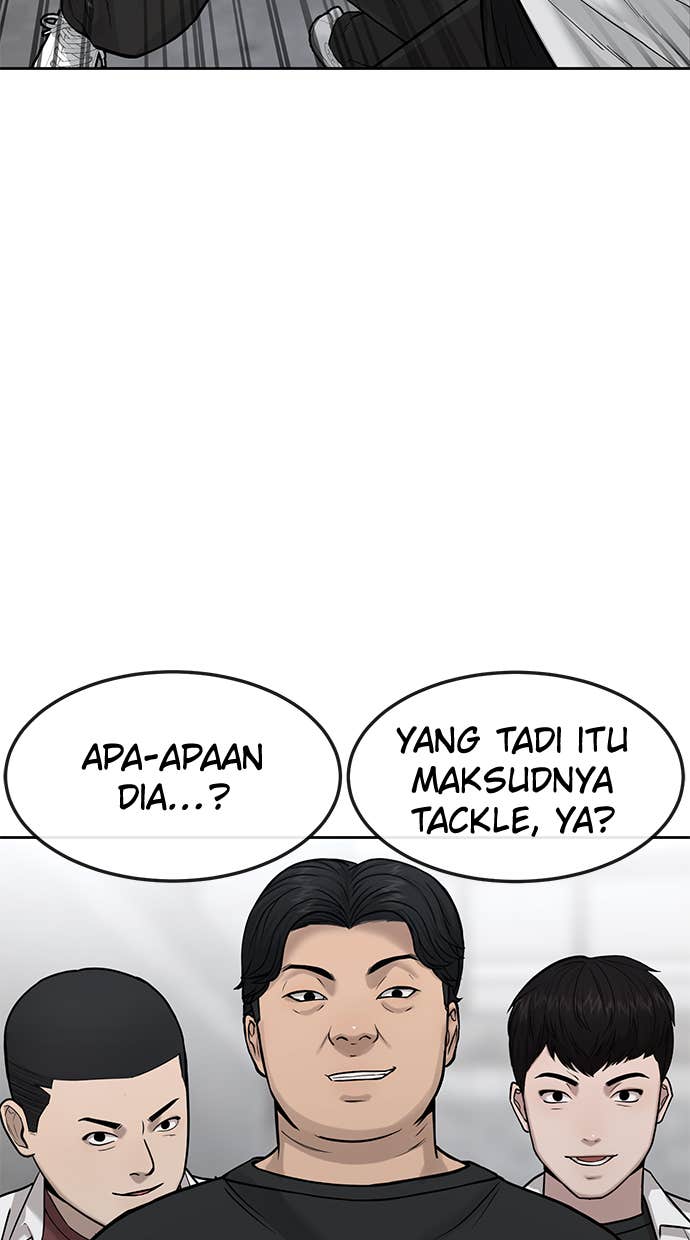 APA-APAAN
DIA...?
YANG TADI ITU
MAKSUDNYA
TACKLE, YA?